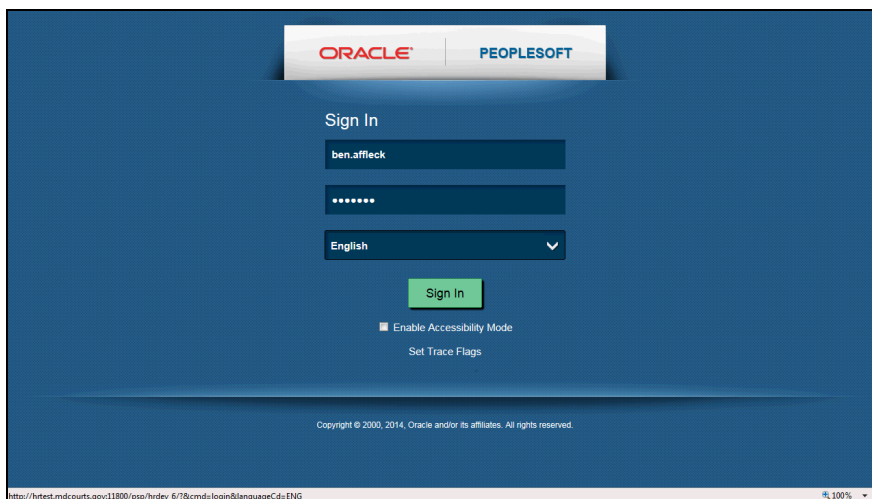 ORACLE® PEOPLESOFT
Sign In
ben.affleck
•••••••
English
Sign In
Enable Accessibility Mode
Set Trace Flags
Copyright © 2000, 2014, Oracle and/or its affiliates. All rights reserved.
http://hrtest.mdcourts.gov:11800/psp/hrdev_6/?&cmd=login&languageCd=ENG 100%